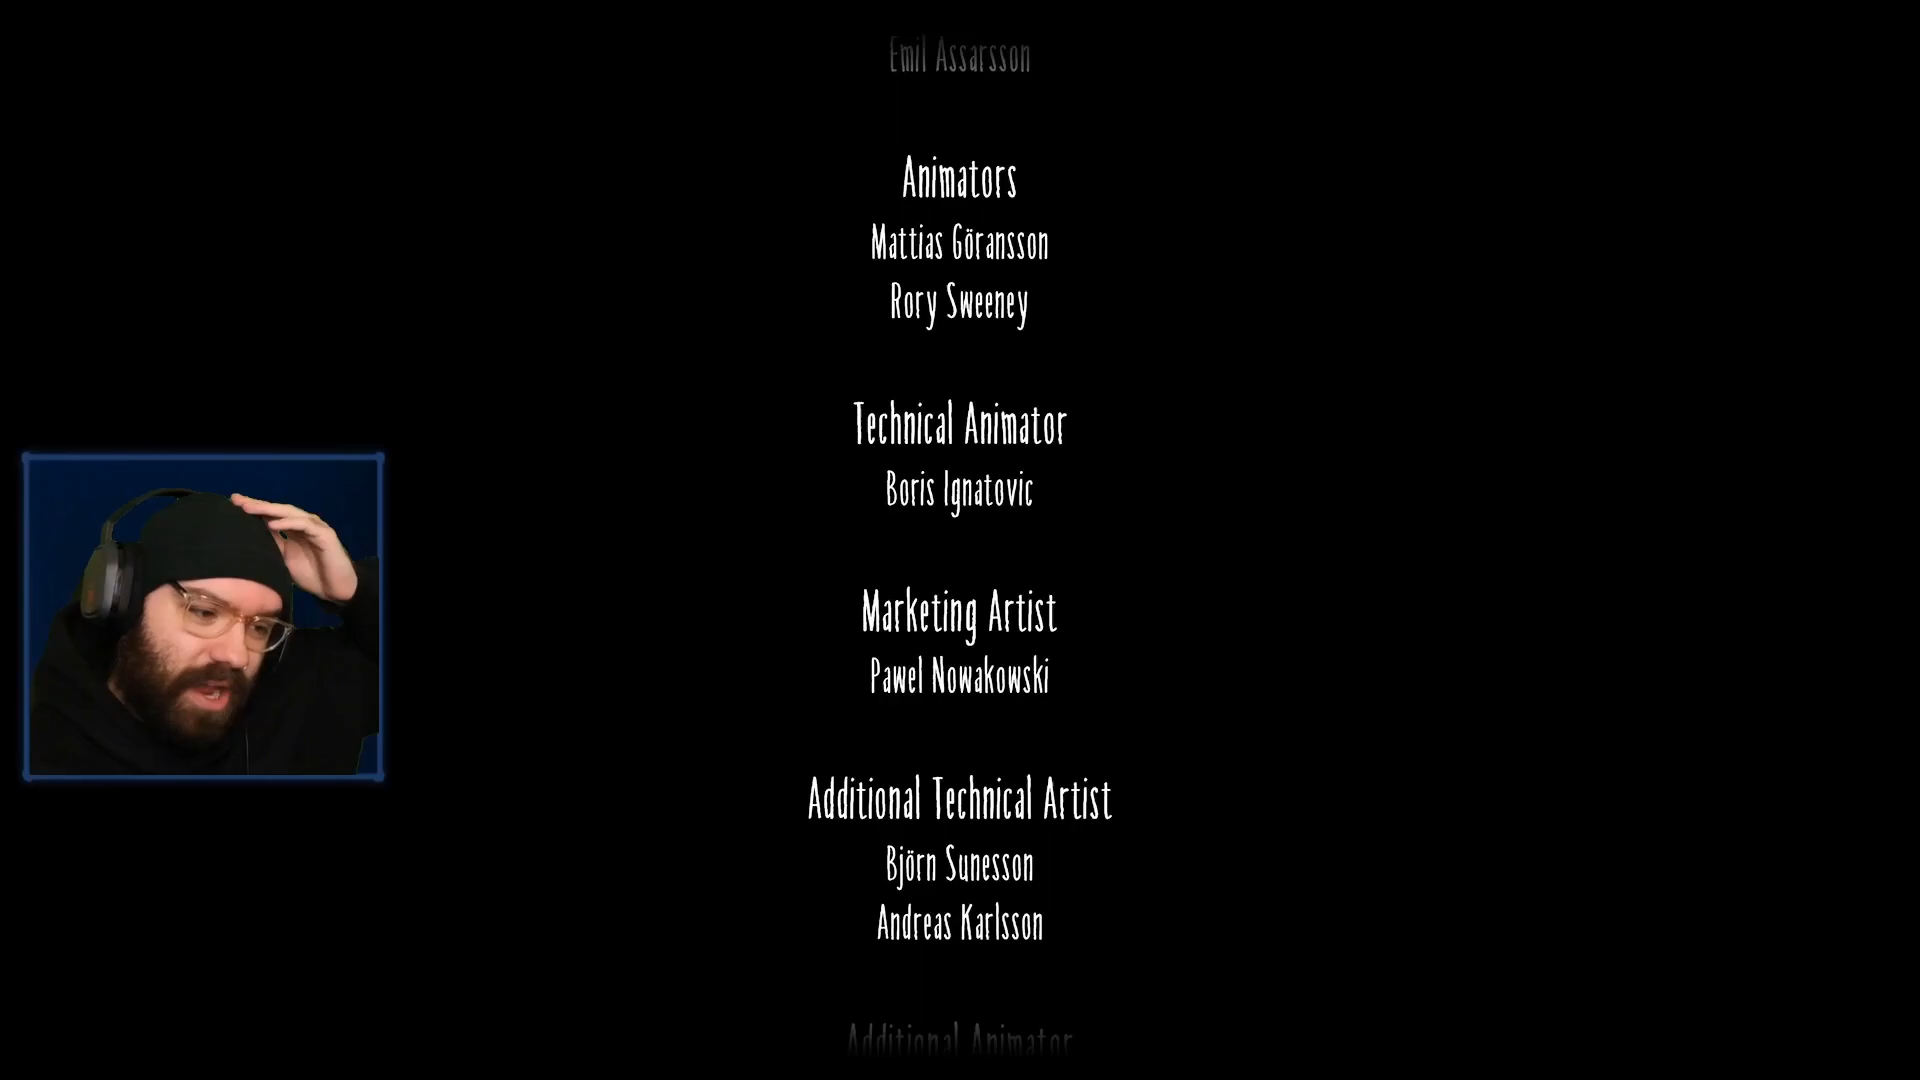 Emil Assarsson
Animators
Mattias Göransson
Rory Sweeney
Technical Animator
Boris Ignatovic
Marketing Artist
Pawel Nowakowski
Additional Technical Artist
Björn Sunesson
Andreas Karlsson
Additional Animator